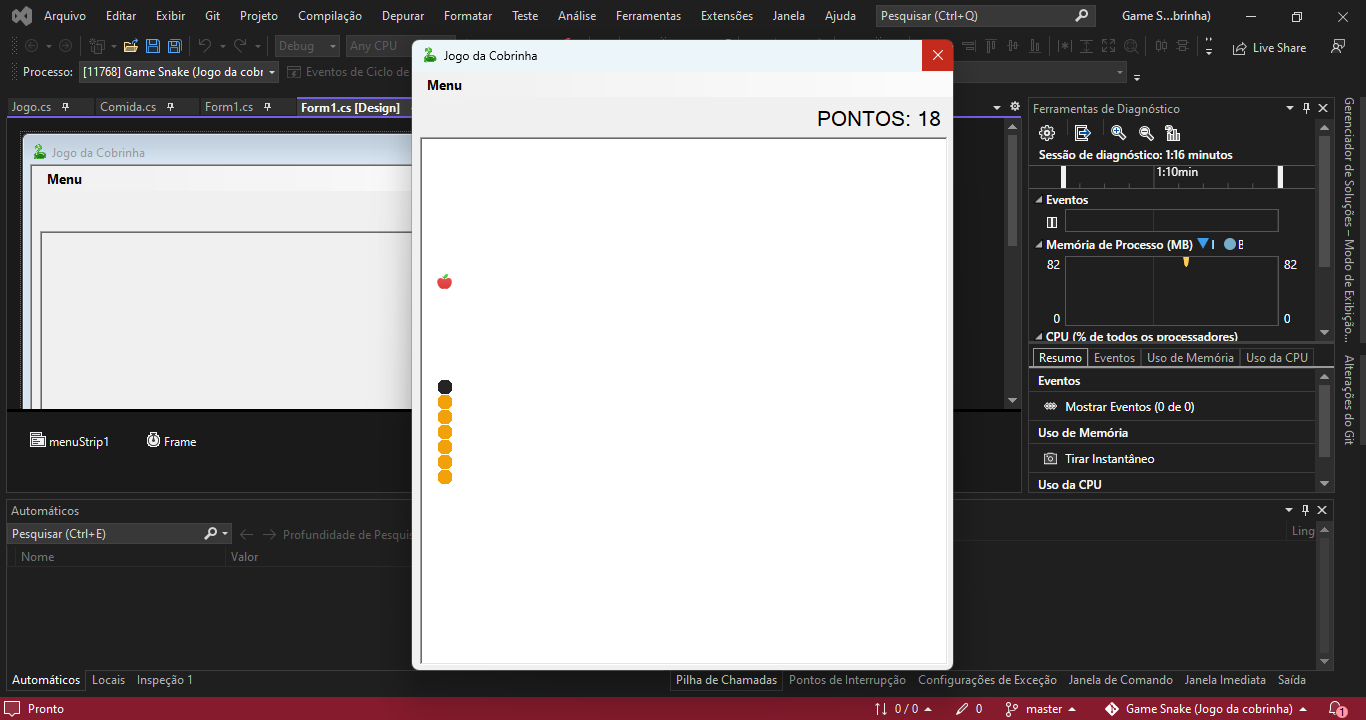 Arquivo Editar Exibir Git Projeto Compilação Depurar Formatar Teste Análise Ferramentas Extensões Janela Ajuda Pesquisar (Ctrl+Q) Game S...brinha)
Debug Any CPU Live Share
Processo: [11768] Game Snake (Jogo da cobr Eventos de Ciclo de
Jogo.cs Comida.cs Form1.cs Form1.cs [Design]
Jogo da Cobrinha
Menu
menuStrip1 Frame
Jogo da Cobrinha
Menu
PONTOS: 18
Ferramentas de Diagnóstico
Sessão de diagnóstico: 1:16 minutos
1:10min
Eventos
Memória de Processo (MB)
82 82
0 0
CPU (% de todos os processadores)
Resumo Eventos Uso de Memória Uso da CPU
Eventos
Mostrar Eventos (0 de 0)
Uso de Memória
Tirar Instantâneo
Uso da CPU
Gerenciador de Soluções – Modo de Exibição...
Alterações do Git
Automáticos
Pesquisar (Ctrl+E) Profundidade de Pesquis
Nome Valor
Ling
Automáticos Locais Inspeção 1
Pilha de Chamadas Pontos de Interrupção Configurações de Exceção Janela de Comando Janela Imediata Saída
Pronto 0 / 0 0 master Game Snake (Jogo da cobrinha) 1